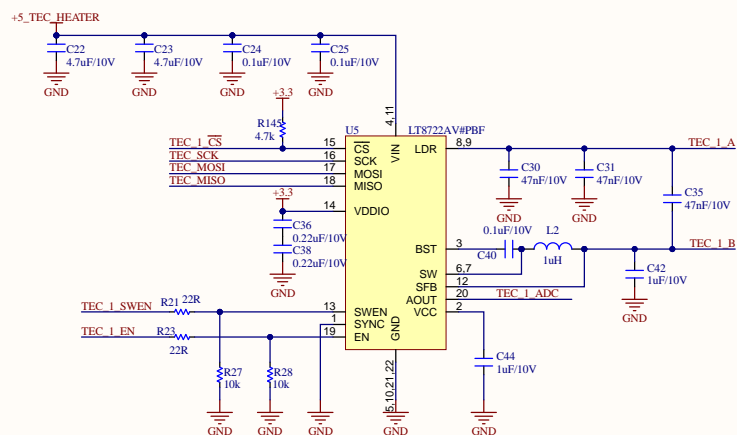 +5_TEC_HEATER
C22
4.7uF/10V
C23
4.7uF/10V
C24
0.1uF/10V
C25
0.1uF/10V
GND
GND
GND
GND
+3.3
R145
4.7k
4,11
U5
LT8722AV#PBF
TEC_1_CS
15
CS
VIN
LDR
8,9
TEC_1_A
TEC_SCK
16
SCK
TEC_MOSI
17
MOSI
TEC_MISO
18
MISO
C30
47nF/10V
C31
47nF/10V
+3.3
14
VDDIO
GND
GND
C35
47nF/10V
C36
0.22uF/10V
C38
0.22uF/10V
GND
0.1uF/10V
L2
BST
3
C40
1uH
TEC_1_B
SW
6,7
SFB
12
C42
1uF/10V
AOUT
20
TEC_1_ADC
GND
TEC_1_SWEN
R21
22R
13
SWEN
VCC
2
1
SYNC
GND
TEC_1_EN
R23
22R
19
EN
R27
10k
R28
10k
C44
1uF/10V
5,10,21,22
GND
GND
GND
GND
GND